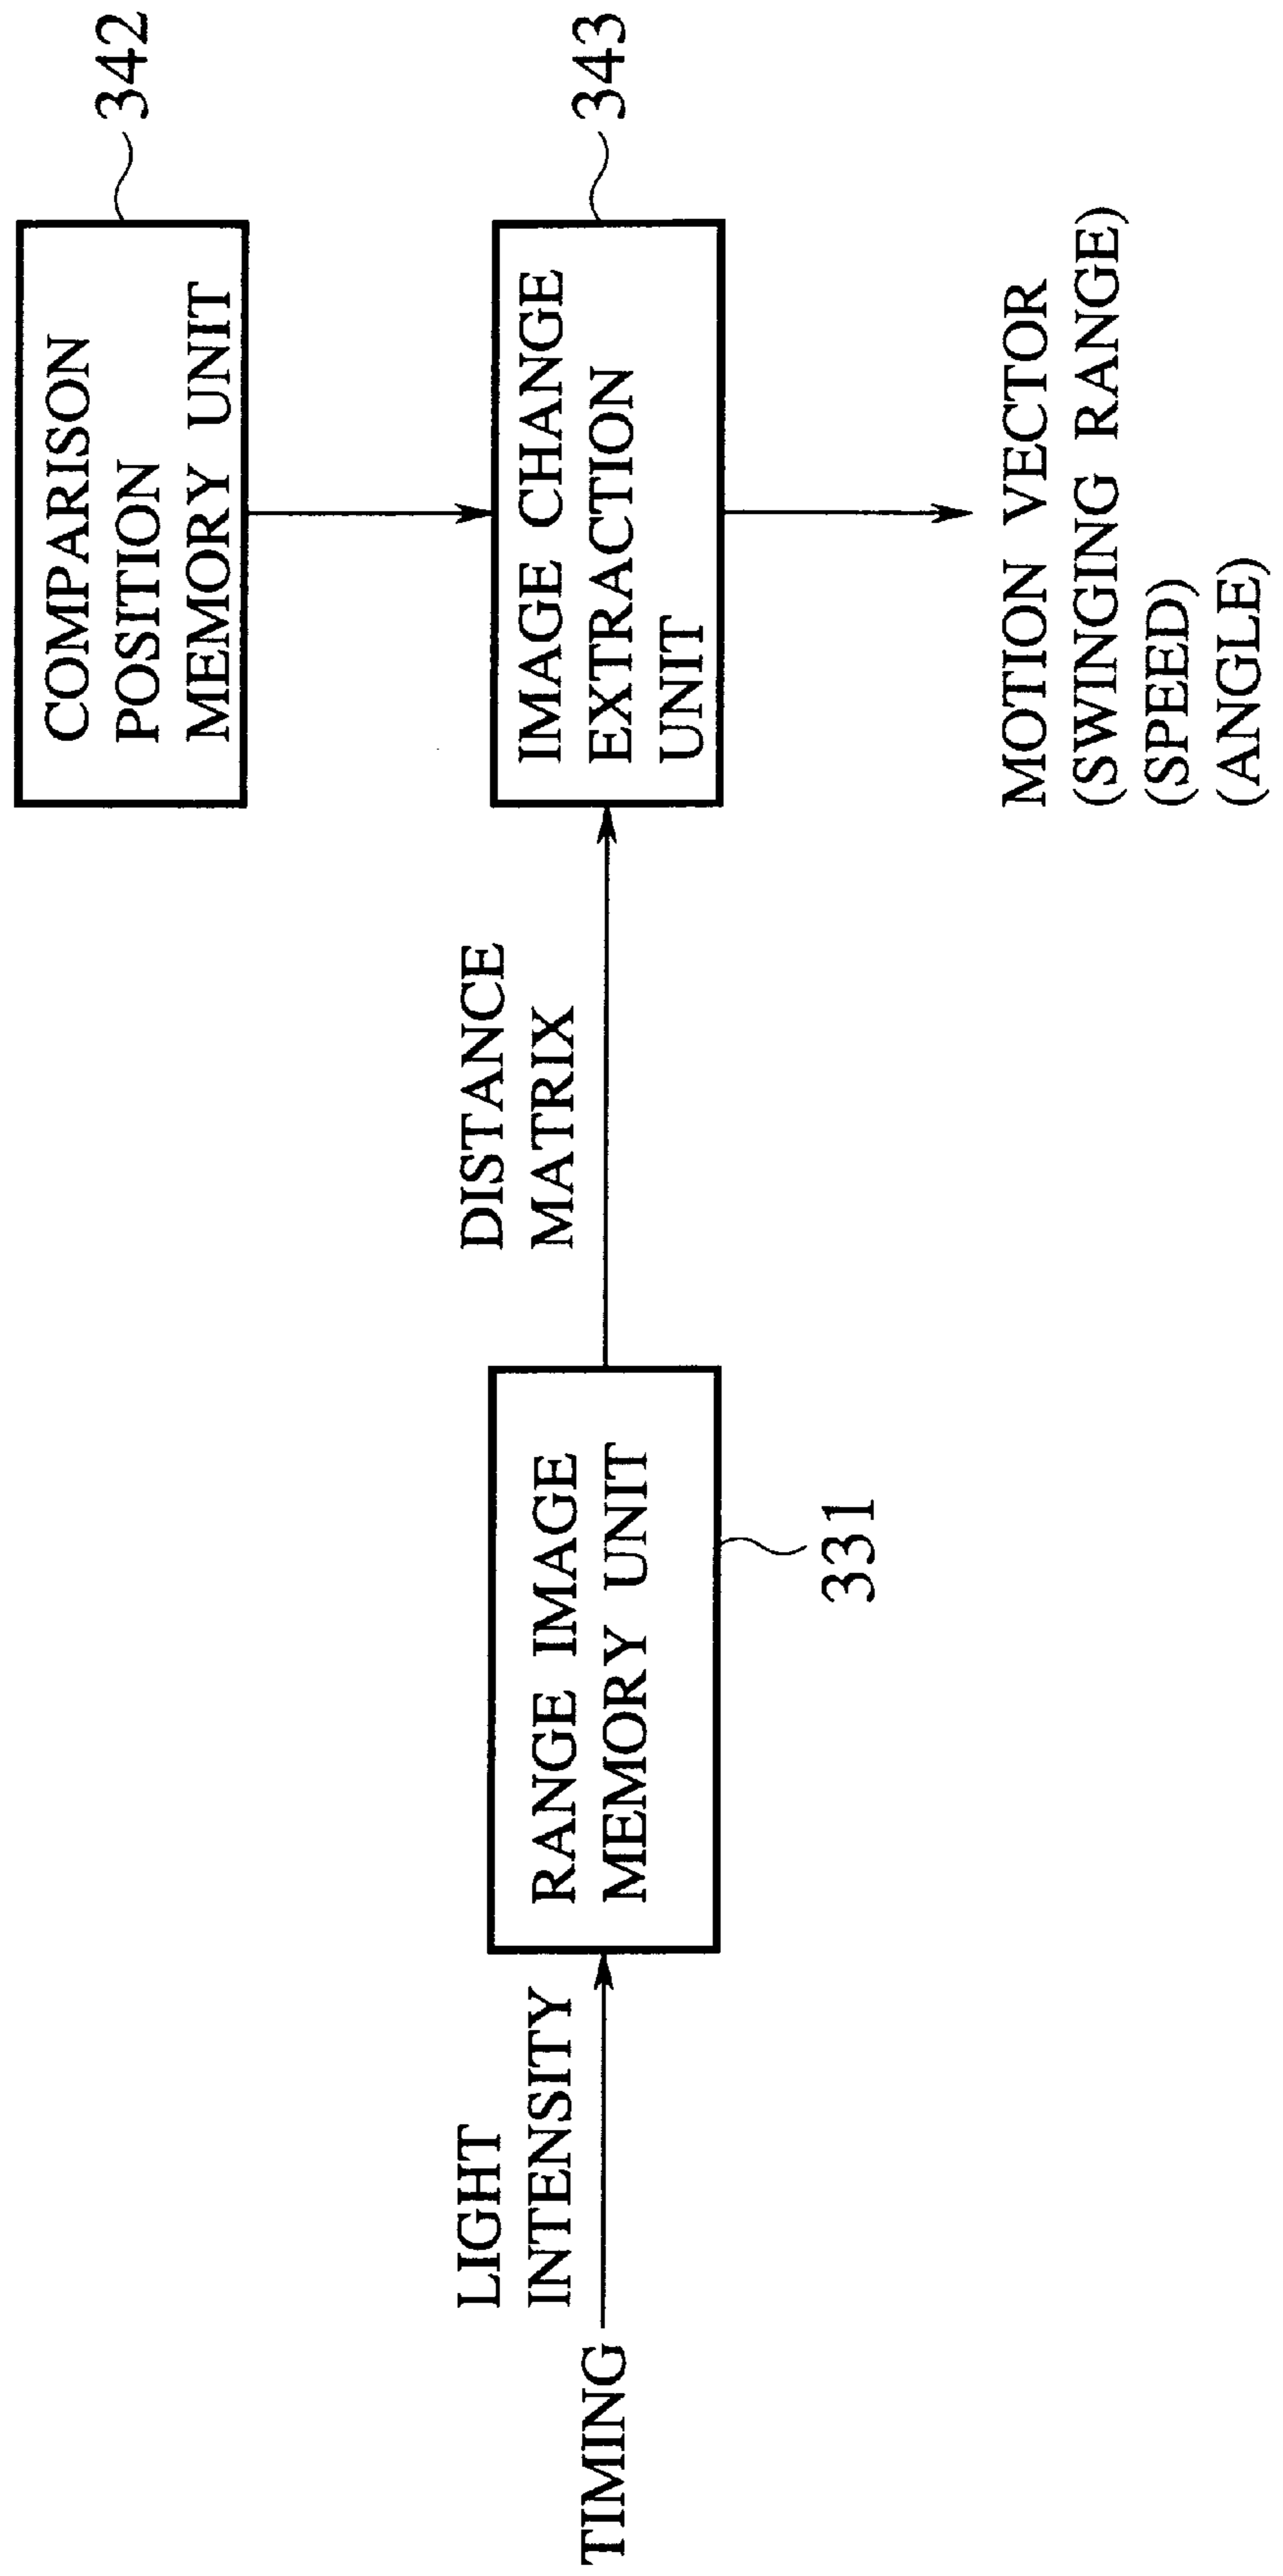 COMPARISON
POSITION
MEMORY UNIT
342
LIGHT
INTENSITY
TIMING
RANGE IMAGE
MEMORY UNIT
331
DISTANCE
MATRIX
IMAGE CHANGE
EXTRACTION
UNIT
343
MOTION VECTOR
(SWINGING RANGE)
(SPEED)
(ANGLE)